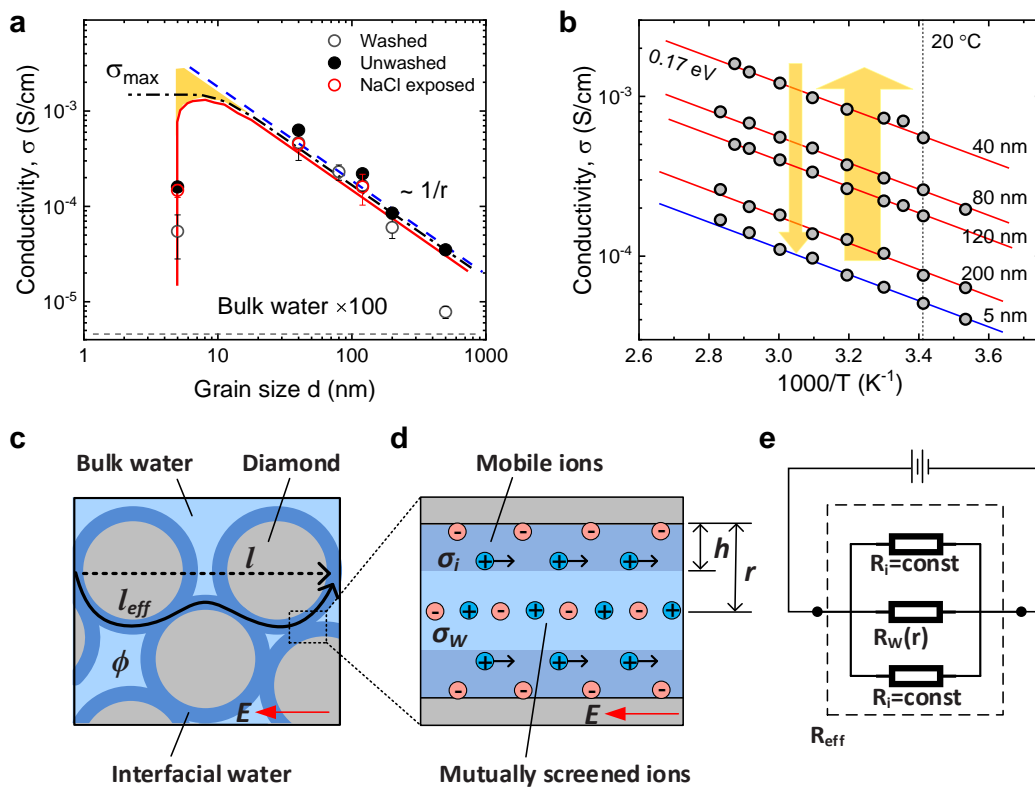 a
Conductivity, σ (S/cm)
10⁻³
10⁻⁴
10⁻⁵
σmax
Washed
Unwashed
NaCl exposed
~ 1/r
Bulk water ×100
1
10
100
1000
Grain size d (nm)
b
Conductivity, σ (S/cm)
10⁻³
10⁻⁴
0.17 eV
20 °C
40 nm
80 nm
120 nm
200 nm
5 nm
2.6
2.8
3.0
3.2
3.4
3.6
1000/T (K⁻¹)
c
Bulk water
Diamond
l
leff
ϕ
E
Interfacial water
d
Mobile ions
- - - -
σi
+ + +
h
r
- + - + - + -
σW
+ + +
- - - -
E
Mutually screened ions
e
Ri=const
RW(r)
Ri=const
Reff